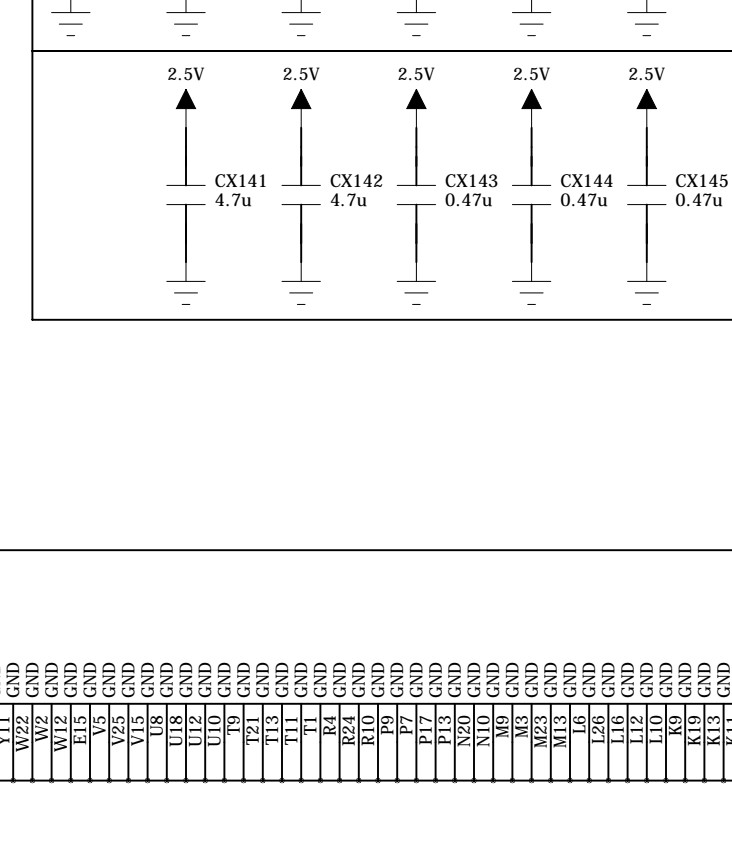 2.5V 2.5V 2.5V 2.5V 2.5V
CX141 CX142 CX143 CX144 CX145
4.7u 4.7u 0.47u 0.47u 0.47u
GND GND GND GND GND GND GND GND GND GND GND GND GND GND GND GND GND GND GND GND GND GND GND GND GND GND GND GND GND GND GND GND GND GND GND GND GND GND
Y11 W22 W2 W12 E15 V5 V25 V15 U8 U18 U12 U10 T9 T21 T13 T11 T1 R4 R24 R10 P9 P7 P17 P13 N20 N10 M9 M3 M23 M13 L6 L26 L16 L12 L10 K9 K19 K13 K11